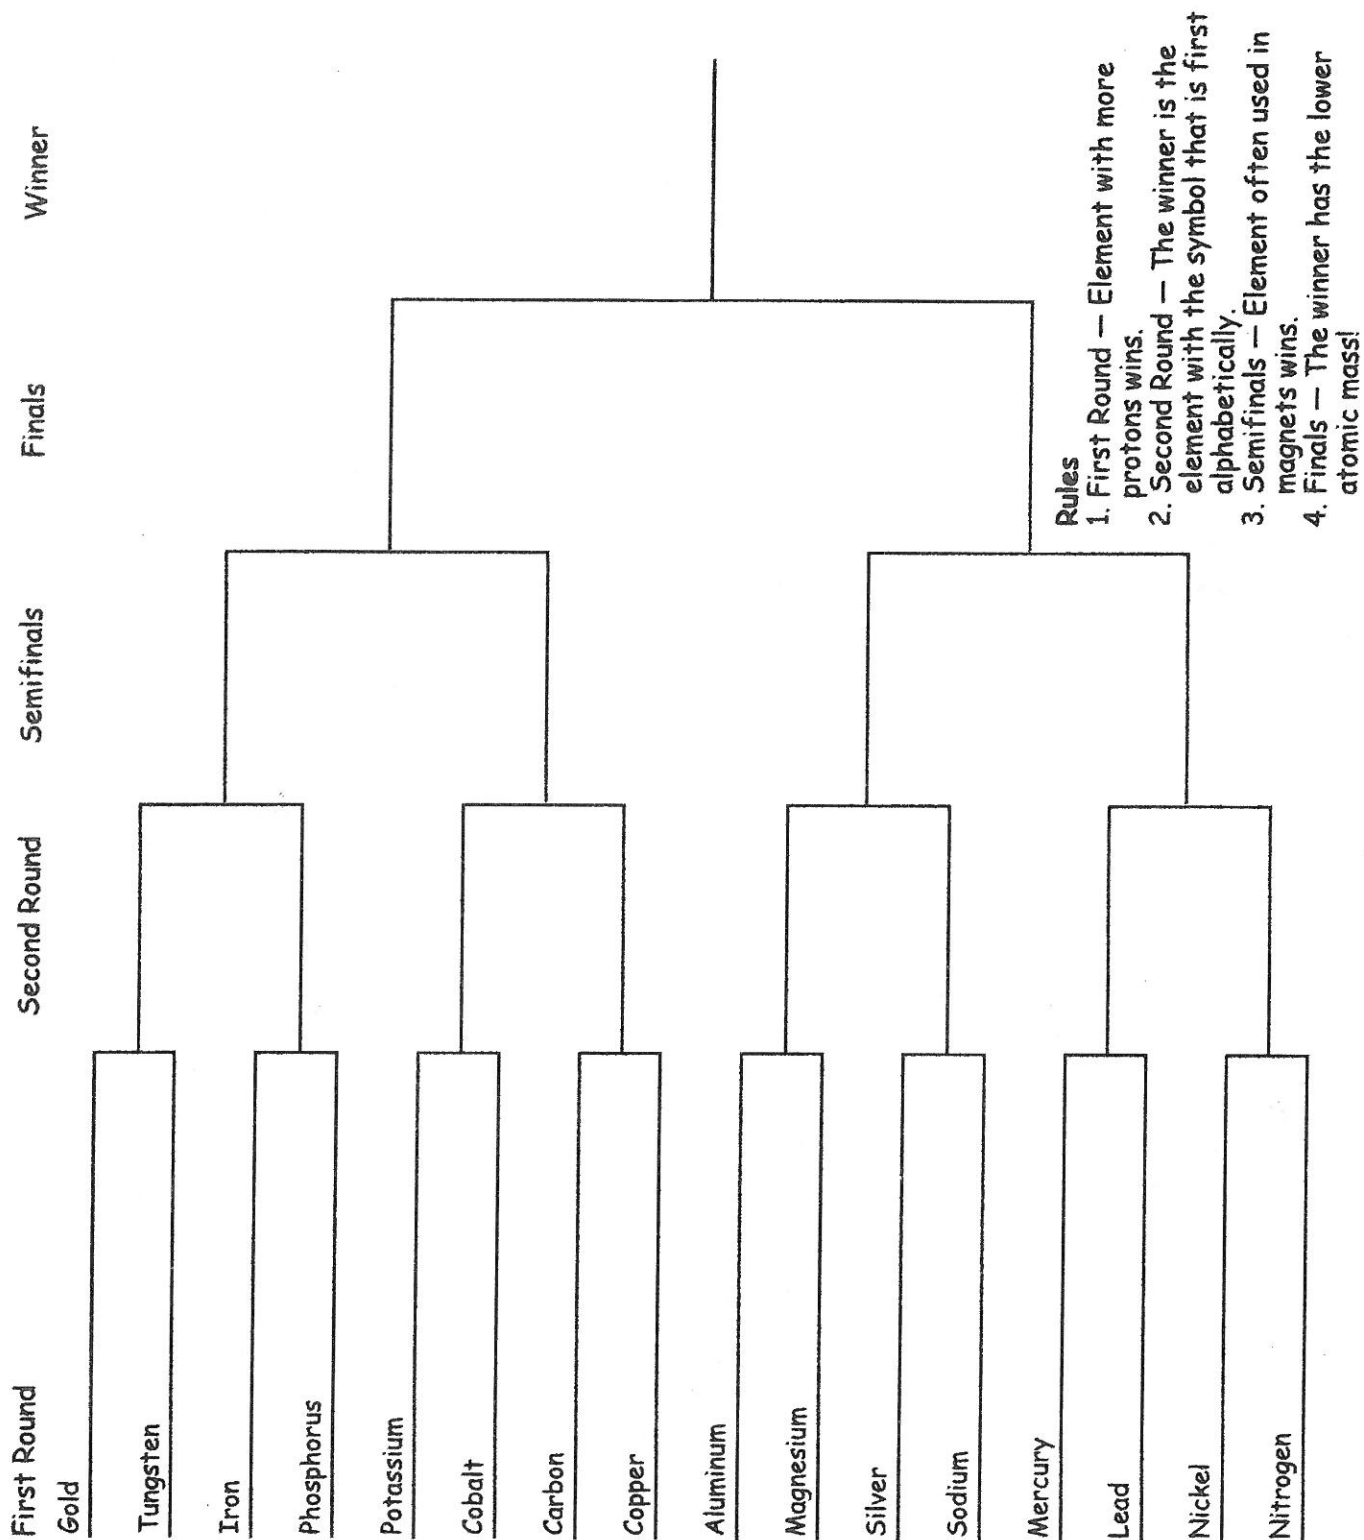 First Round
Second Round
Semifinals
Finals
Winner
Gold
Tungsten
Iron
Phosphorus
Potassium
Cobalt
Carbon
Copper
Aluminum
Magnesium
Silver
Sodium
Mercury
Lead
Nickel
Nitrogen
Rules
1. First Round – Element with more
protons wins.
2. Second Round – The winner is the
element with the symbol that is first
alphabetically.
3. Semifinals – Element often used in
magnets wins.
4. Finals – The winner has the lower
atomic mass!